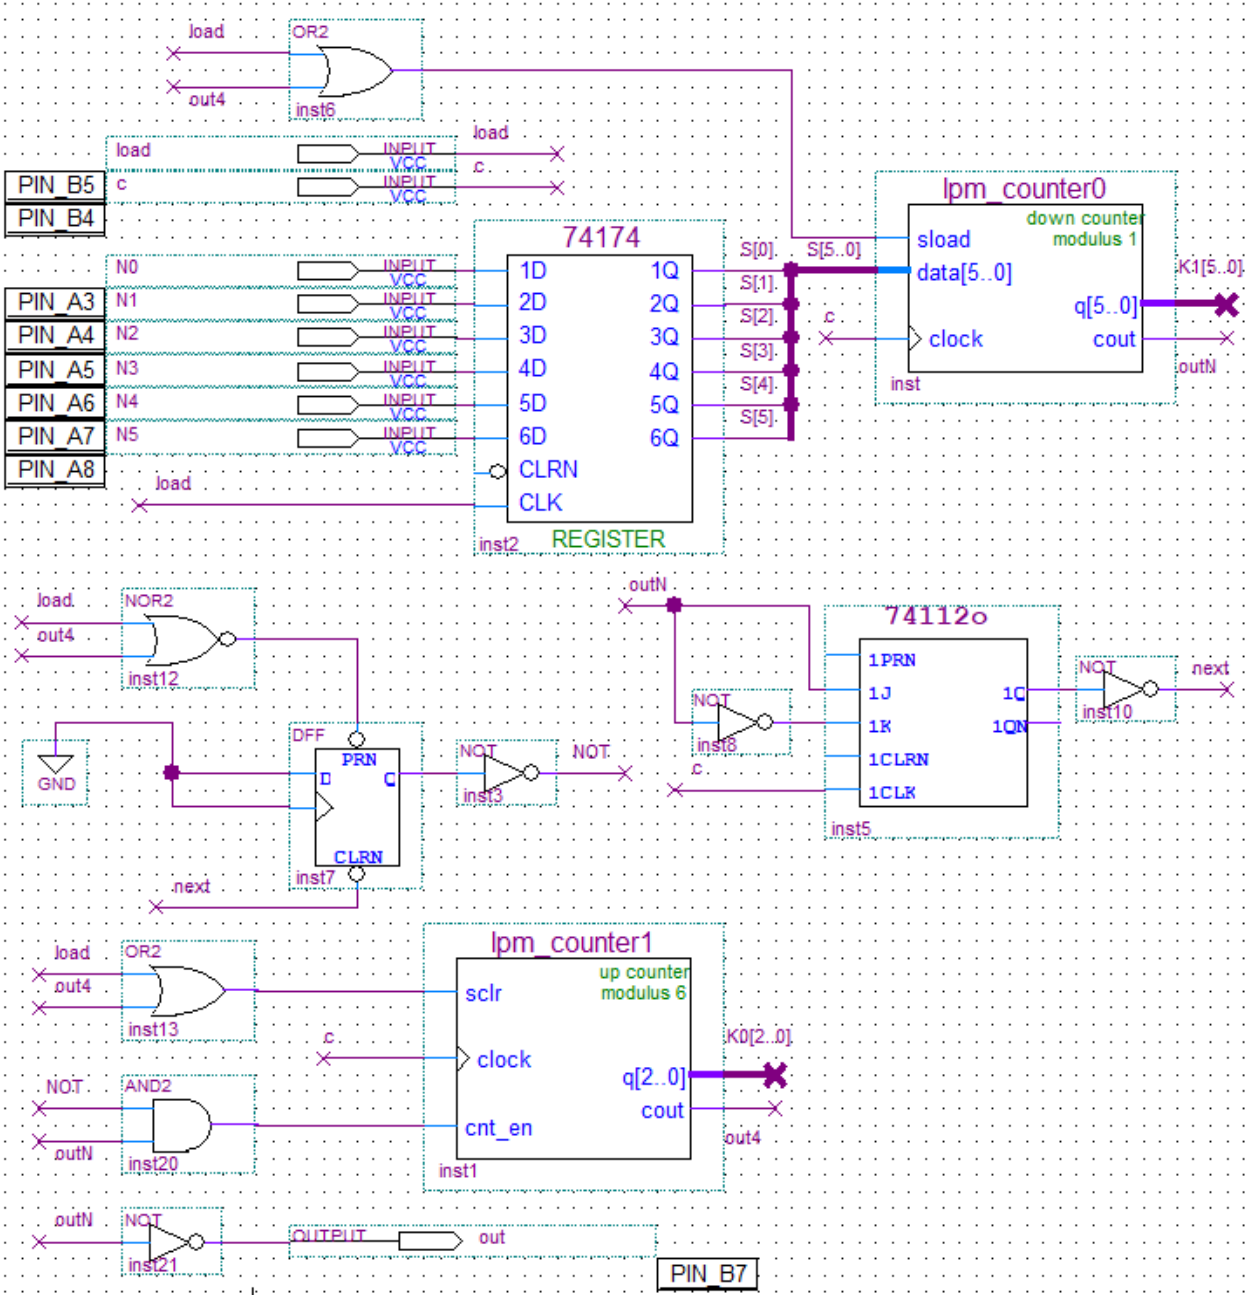 load
OR2
out4
inst6
load
INPUT
VCC
load
PIN_B5
c
INPUT
VCC
c
PIN_B4
lpm_counter0
down counter
modulus 1
sload
data[5..0]
q[5..0]
clock
cout
inst
K1[5..0]
outN
c
74174
N0
INPUT
VCC
1D
1Q
S[0]
S[5..0]
PIN_A3
N1
INPUT
VCC
2D
2Q
S[1]
PIN_A4
N2
INPUT
VCC
3D
3Q
S[2]
PIN_A5
N3
INPUT
VCC
4D
4Q
S[3]
PIN_A6
N4
INPUT
VCC
5D
5Q
S[4]
PIN_A7
N5
INPUT
VCC
6D
6Q
S[5]
PIN_A8
CLRN
load
CLK
inst2
REGISTER
load
NOR2
out4
inst12
GND
DFF
PRN
D
Q
CLRN
inst7
next
NOT
inst3
NOT
outN
NOT
inst8
c
74112o
1PRN
1J
1Q
1K
1QN
1CLRN
1CLK
inst5
NOT
inst10
next
load
OR2
out4
inst13
c
NOT
AND2
outN
inst20
lpm_counter1
up counter
modulus 6
sclr
clock
q[2..0]
cout
cnt_en
inst1
K0[2..0]
out4
outN
NOT
inst21
OUTPUT
out
PIN_B7